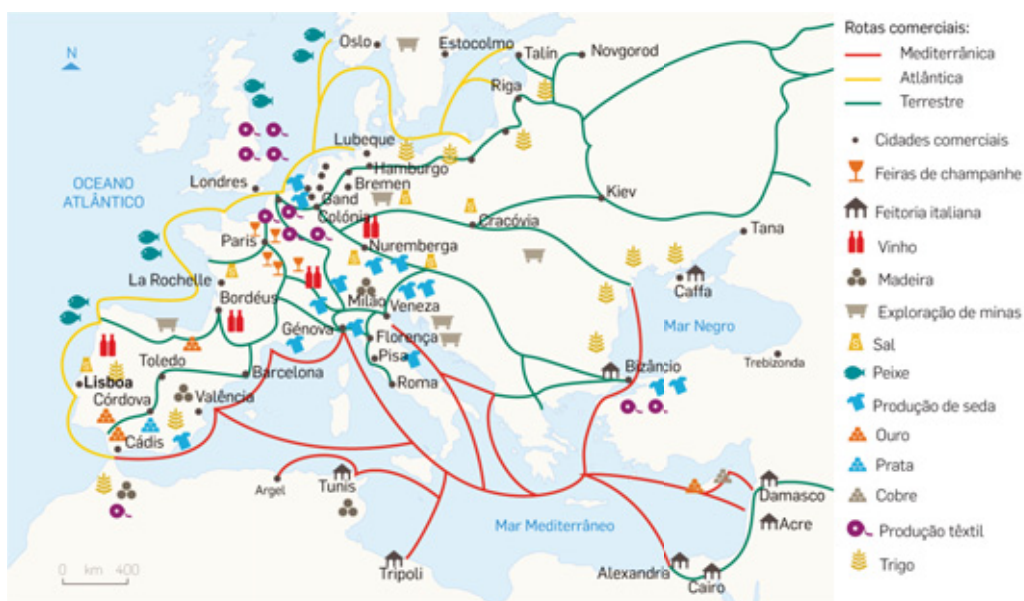 N
Oslo
Estocolmo
Talín
Novgorod
Riga
Lubeque
Hamburgo
Bremen
Londres
OCEANO
ATLÂNTICO
Gand
Colónia
Kiev
Cracóvia
Paris
Nuremberga
Tana
La Rochelle
Caffa
Bordéus
Milão
Veneza
Génova
Florença
Mar Negro
Pisa
Toledo
Barcelona
Roma
Bizâncio
Trebizonda
Lisboa
Córdova
Valência
Cádis
Argel
Tunis
Damasco
Mar Mediterrâneo
Acre
Tripoli
Alexandria
Cairo
0 km 400
Rotas comerciais:
Mediterrânica
Atlântica
Terrestre
Cidades comerciais
Feiras de champanhe
Feitoria italiana
Vinho
Madeira
Exploração de minas
Sal
Peixe
Produção de seda
Ouro
Prata
Cobre
Produção têxtil
Trigo